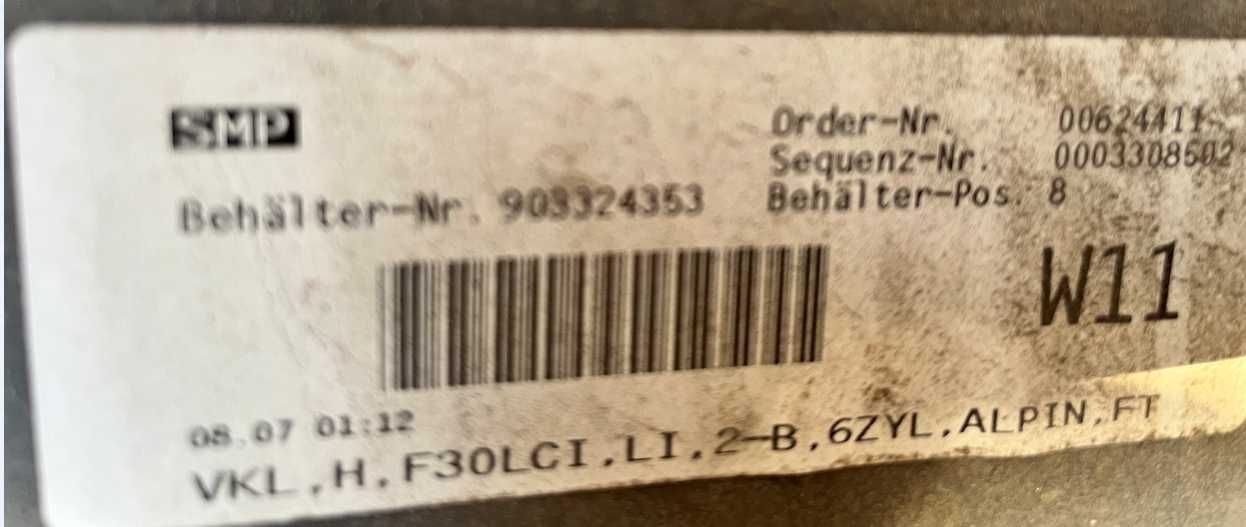 SMP
Order-Nr. 00624411
Sequenz-Nr. 0003308502
Behälter-Nr. 903324353
Behälter-Pos. 8
W11
08.07 01:12
VKL,H,F30LCI,LI,2-B,6ZYL,ALPIN,FT